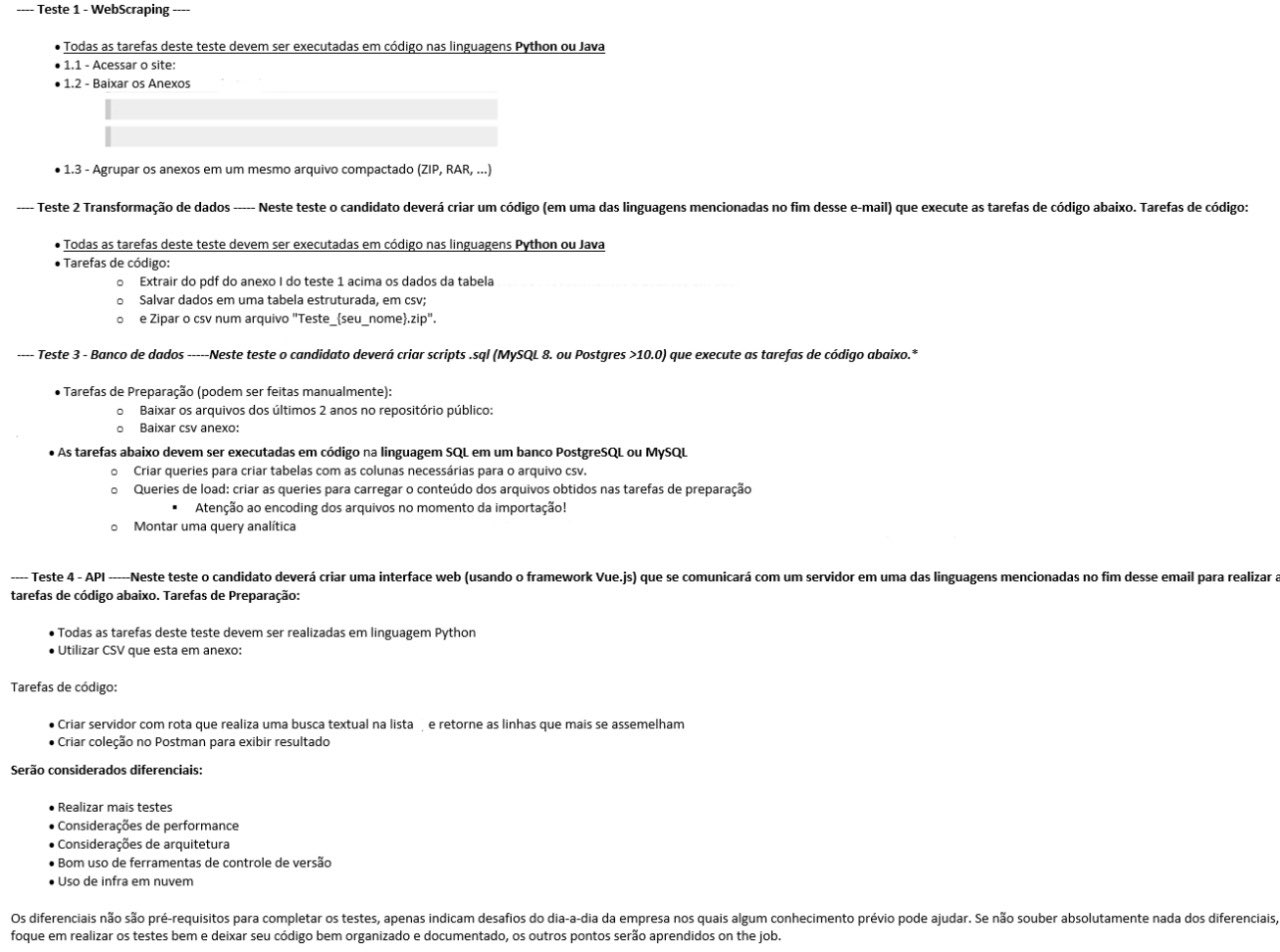 ---- Teste 1 - WebScraping ----
• Todas as tarefas deste teste devem ser executadas em código nas linguagens Python ou Java
• 1.1 - Acessar o site:
• 1.2 - Baixar os Anexos
• 1.3 - Agrupar os anexos em um mesmo arquivo compactado (ZIP, RAR, ...)
---- Teste 2 Transformação de dados ----- Neste teste o candidato deverá criar um código (em uma das linguagens mencionadas no fim desse e-mail) que execute as tarefas de código abaixo. Tarefas de código:
• Todas as tarefas deste teste devem ser executadas em código nas linguagens Python ou Java
• Tarefas de código:
o Extrair do pdf do anexo I do teste 1 acima os dados da tabela
o Salvar dados em uma tabela estruturada, em csv;
o e Zipar o csv num arquivo "Teste_{seu_nome}.zip".
---- Teste 3 - Banco de dados -----Neste teste o candidato deverá criar scripts .sql (MySQL 8. ou Postgres >10.0) que execute as tarefas de código abaixo.*
• Tarefas de Preparação (podem ser feitas manualmente):
o Baixar os arquivos dos últimos 2 anos no repositório público:
o Baixar csv anexo:
• As tarefas abaixo devem ser executadas em código na linguagem SQL em um banco PostgreSQL ou MySQL
o Criar queries para criar tabelas com as colunas necessárias para o arquivo csv.
o Queries de load: criar as queries para carregar o conteúdo dos arquivos obtidos nas tarefas de preparação
▪ Atenção ao encoding dos arquivos no momento da importação!
o Montar uma query analítica
---- Teste 4 - API -----Neste teste o candidato deverá criar uma interface web (usando o framework Vue.js) que se comunicará com um servidor em uma das linguagens mencionadas no fim desse email para realizar a
tarefas de código abaixo. Tarefas de Preparação:
• Todas as tarefas deste teste devem ser realizadas em linguagem Python
• Utilizar CSV que esta em anexo:
Tarefas de código:
• Criar servidor com rota que realiza uma busca textual na lista e retorne as linhas que mais se assemelham
• Criar coleção no Postman para exibir resultado
Serão considerados diferenciais:
• Realizar mais testes
• Considerações de performance
• Considerações de arquitetura
• Bom uso de ferramentas de controle de versão
• Uso de infra em nuvem
Os diferenciais não são pré-requisitos para completar os testes, apenas indicam desafios do dia-a-dia da empresa nos quais algum conhecimento prévio pode ajudar. Se não souber absolutamente nada dos diferenciais,
foque em realizar os testes bem e deixar seu código bem organizado e documentado, os outros pontos serão aprendidos on the job.